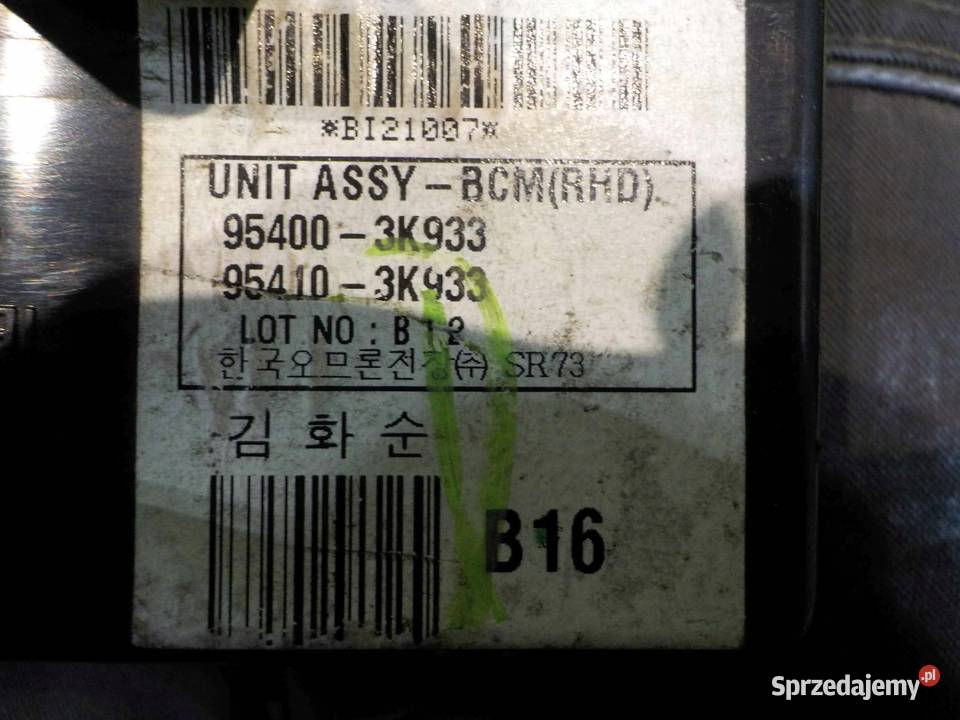 *BI21007*
UNIT ASSY - BCM(RHD)
95400 - 3K933
95410 - 3K933
LOT NO : B12
한국오므론전장㈜ SR73
김화순
B16
Sprzedajemy.pl